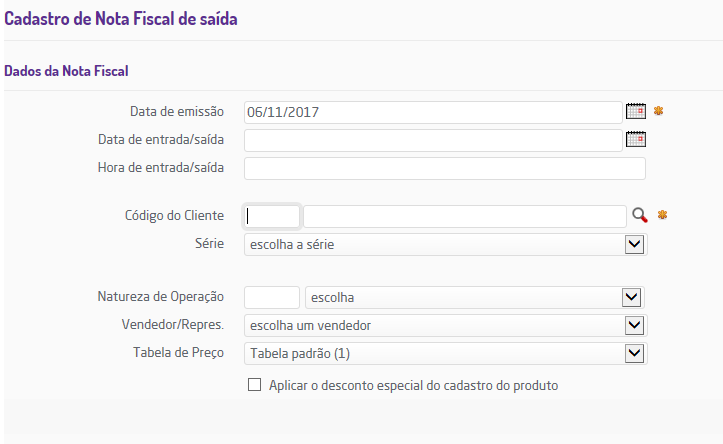 Cadastro de Nota Fiscal de saída
Dados da Nota Fiscal
Data de emissão 06/11/2017
Data de entrada/saída
Hora de entrada/saída
Código do Cliente
Série escolha a série
Natureza de Operação escolha
Vendedor/Repres. escolha um vendedor
Tabela de Preço Tabela padrão (1)
Aplicar o desconto especial do cadastro do produto